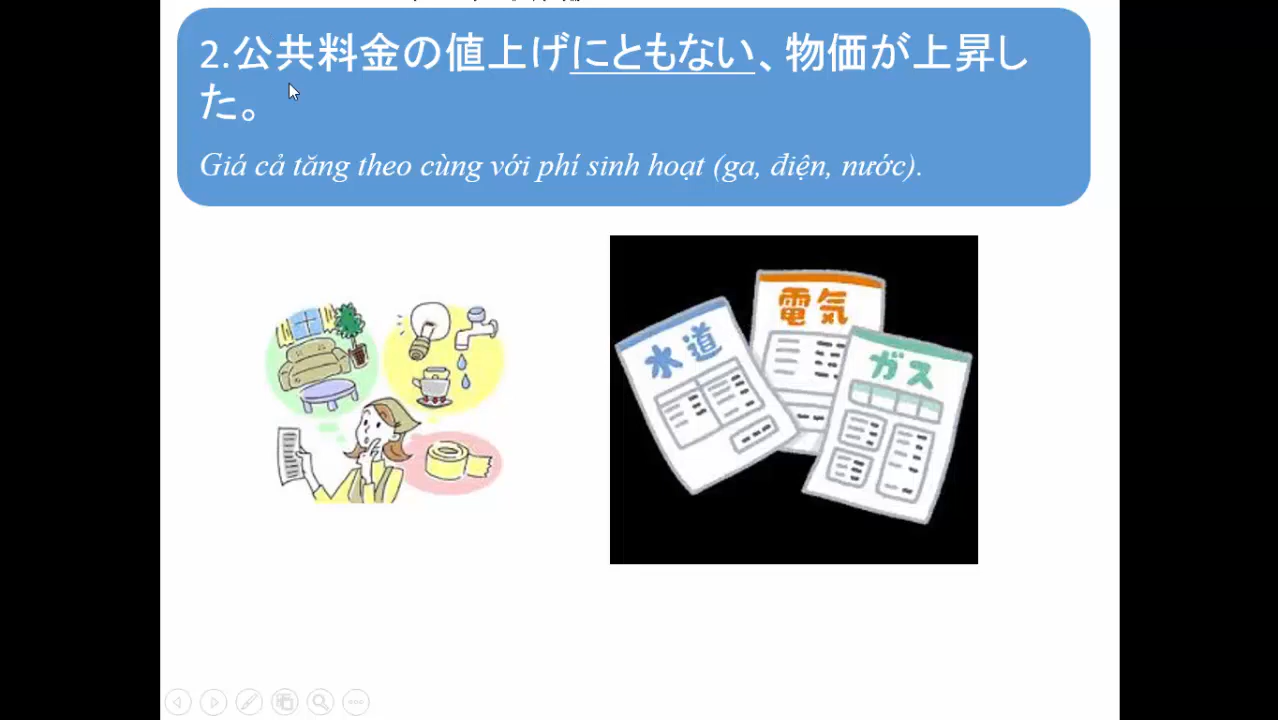 2.公共料金の値上げにともない、物価が上昇し
た。
Giá cả tăng theo cùng với phí sinh hoạt (ga, điện, nước).
水道
電気
ガス